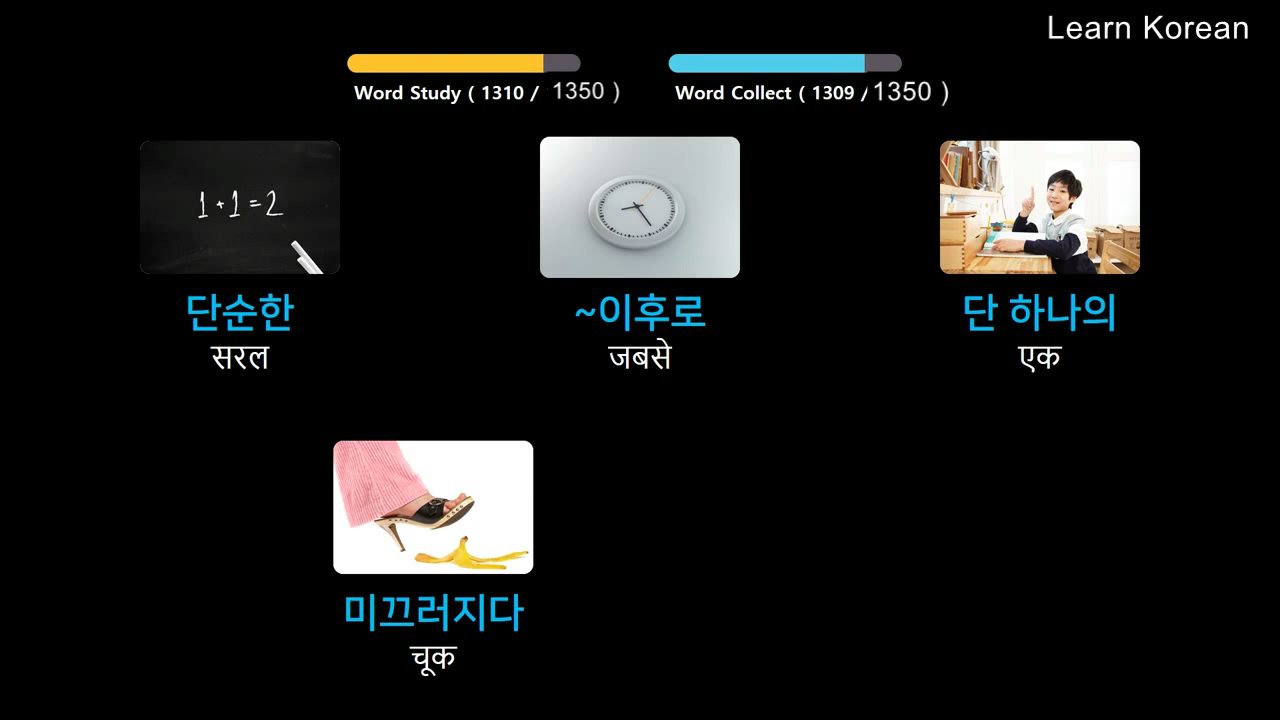 Learn Korean
Word Study ( 1310 / 1350 )
Word Collect ( 1309 / 1350 )
1+1=2
단순한
सरल
~이후로
जबसे
단 하나의
एक
미끄러지다
चूक